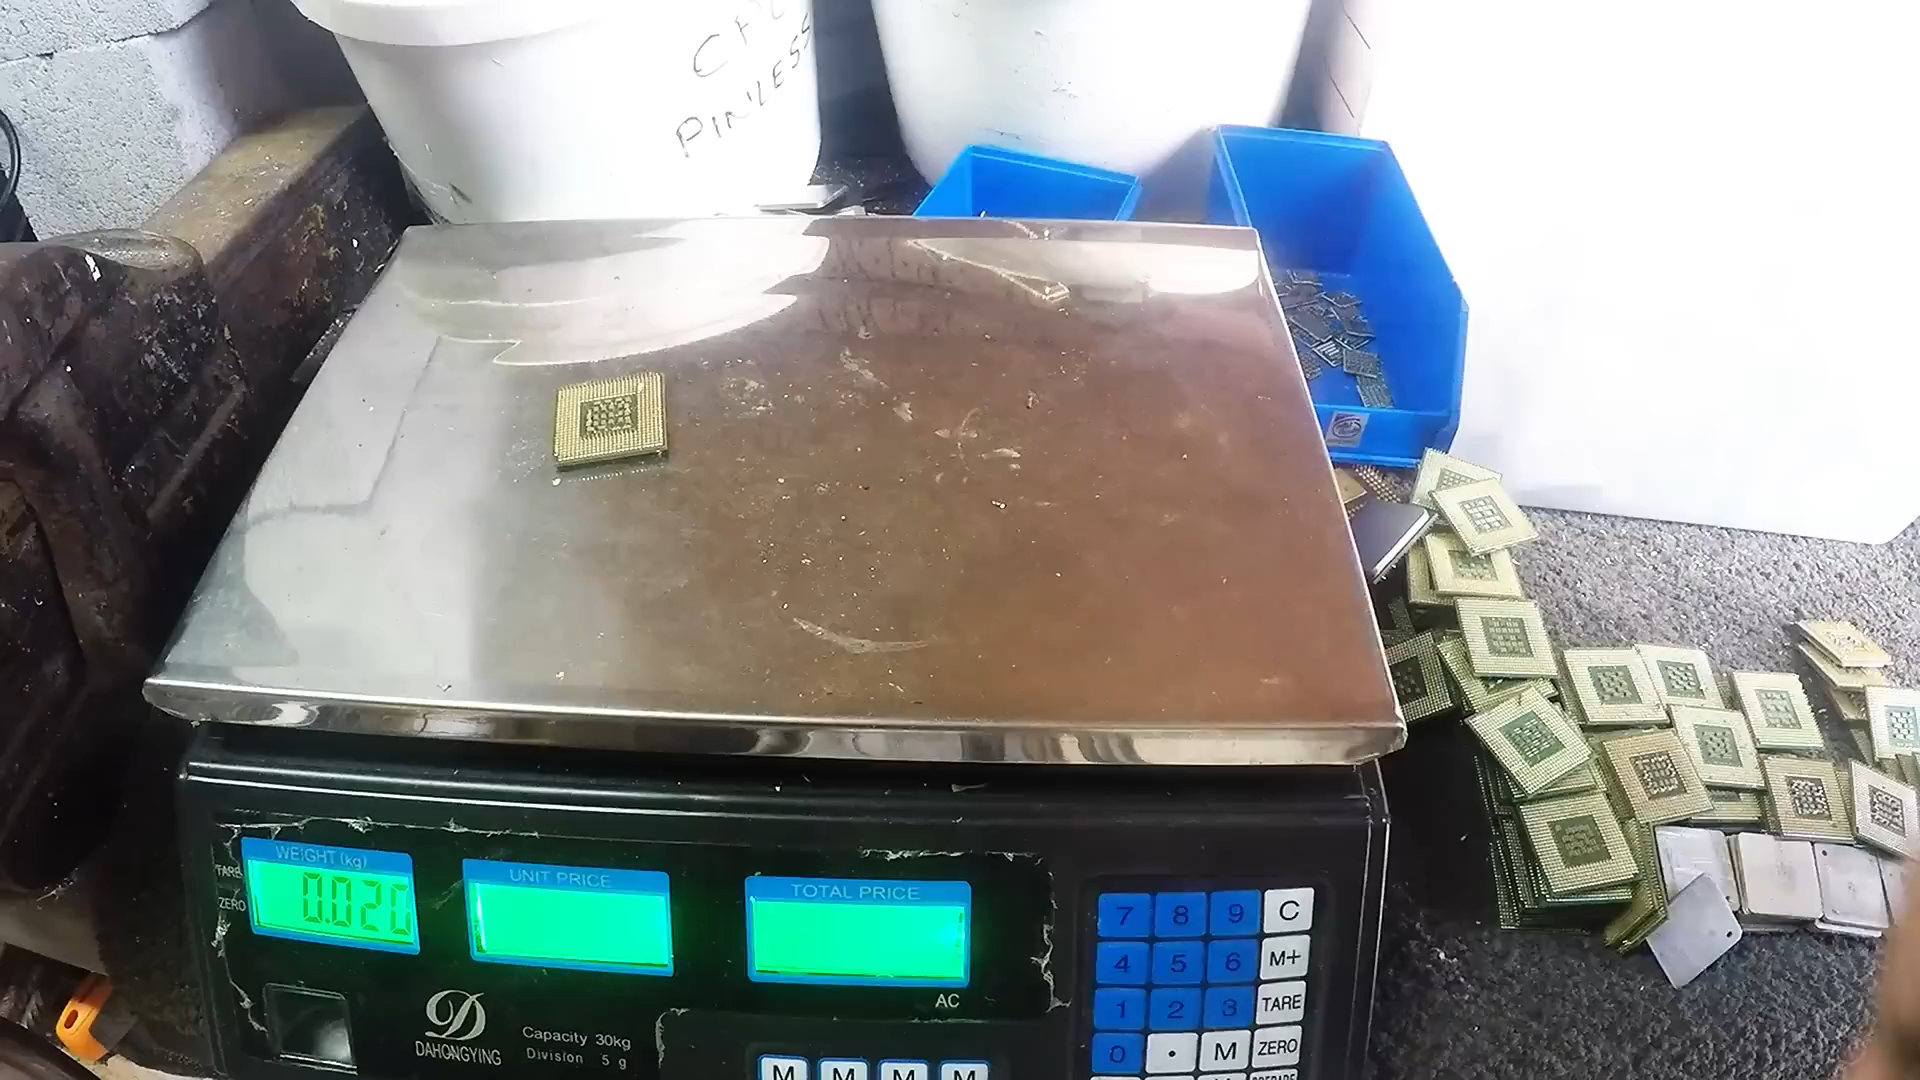 PINLESS
WEIGHT (kg)
UNIT PRICE
TOTAL PRICE
TARE
ZERO
0.020
AC
D
DAHONGYING
Capacity 30kg
Division 5 g
7 8 9 C
4 5 6 M+
1 2 3 TARE
0 . M ZERO
M M M M